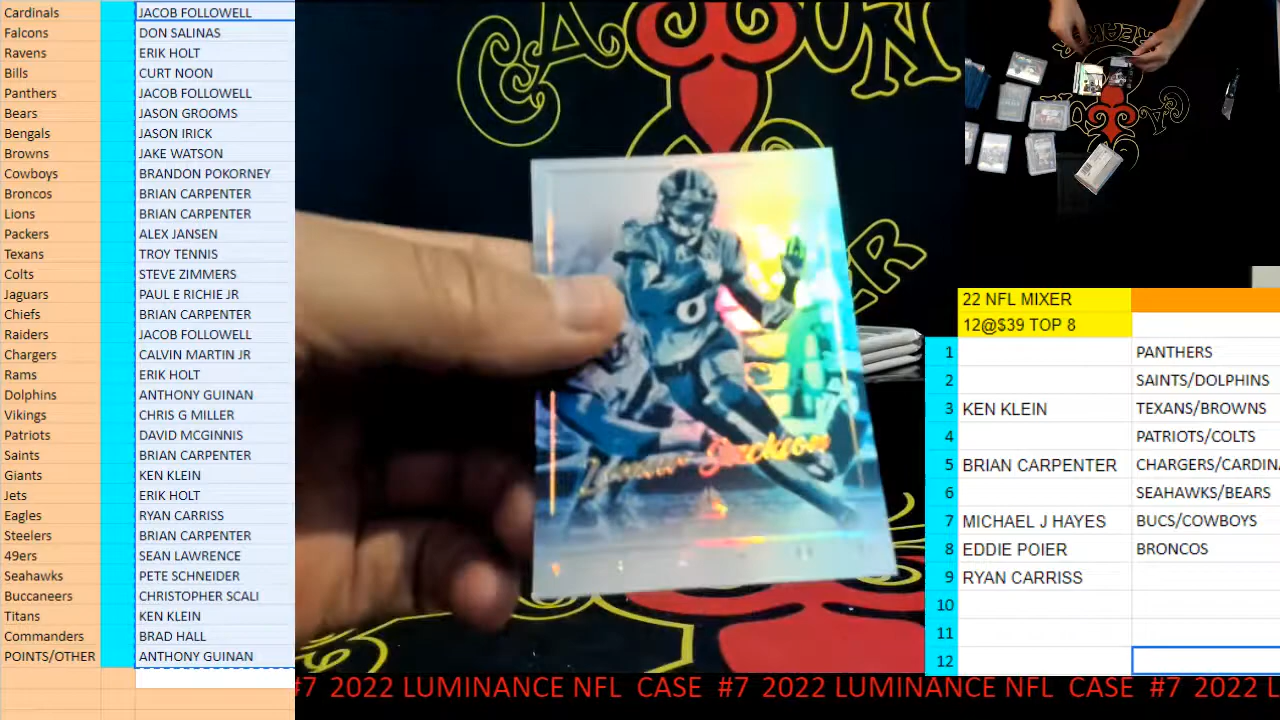 Cardinals JACOB FOLLOWELL
Falcons DON SALINAS
Ravens ERIK HOLT
Bills CURT NOON
Panthers JACOB FOLLOWELL
Bears JASON GROOMS
Bengals JASON IRICK
Browns JAKE WATSON
Cowboys BRANDON POKORNEY
Broncos BRIAN CARPENTER
Lions BRIAN CARPENTER
Packers ALEX JANSEN
Texans TROY TENNIS
Colts STEVE ZIMMERS
Jaguars PAUL E RICHIE JR
Chiefs BRIAN CARPENTER
Raiders JACOB FOLLOWELL
Chargers CALVIN MARTIN JR
Rams ERIK HOLT
Dolphins ANTHONY GUINAN
Vikings CHRIS G MILLER
Patriots DAVID MCGINNIS
Saints BRIAN CARPENTER
Giants KEN KLEIN
Jets ERIK HOLT
Eagles RYAN CARRISS
Steelers BRIAN CARPENTER
49ers SEAN LAWRENCE
Seahawks PETE SCHNEIDER
Buccaneers CHRISTOPHER SCALI
Titans KEN KLEIN
Commanders BRAD HALL
POINTS/OTHER ANTHONY GUINAN
Jackson
22 NFL MIXER
12@$39 TOP 8
1 PANTHERS
2 SAINTS/DOLPHINS
3 KEN KLEIN TEXANS/BROWNS
4 PATRIOTS/COLTS
5 BRIAN CARPENTER CHARGERS/CARDINA
6 SEAHAWKS/BEARS
7 MICHAEL J HAYES BUCS/COWBOYS
8 EDDIE POIER BRONCOS
9 RYAN CARRISS
10
11
12
#7 2022 LUMINANCE NFL CASE #7 2022 LUMINANCE NFL CASE #7 2022 L